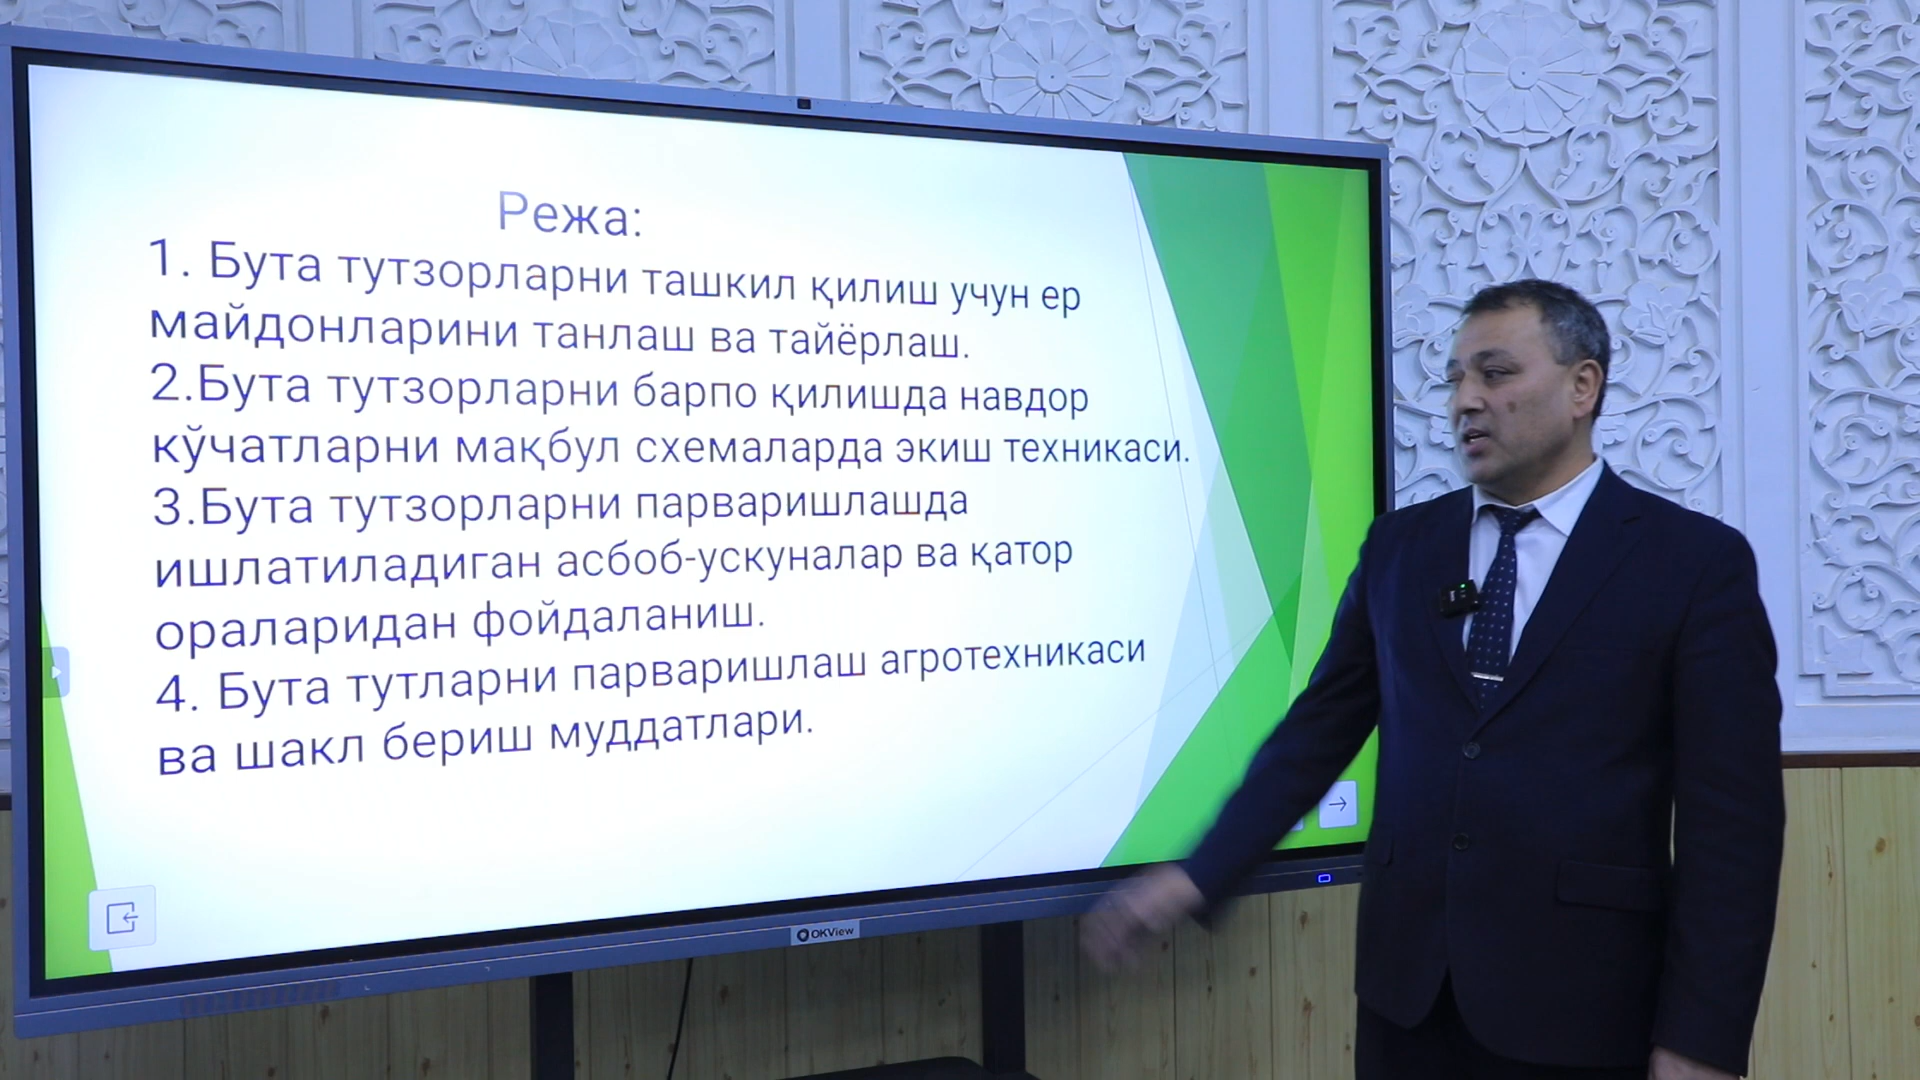 Режа:
1. Бута тутзорларни ташкил қилиш учун ер
майдонларини танлаш ва тайёрлаш.
2.Бута тутзорларни барпо қилишда навдор
кўчатларни мақбул схемаларда экиш техникаси.
3.Бута тутзорларни парваришлашда
ишлатиладиган асбоб-ускуналар ва қатор
ораларидан фойдаланиш.
4. Бута тутларни парваришлаш агротехникаси
ва шакл бериш муддатлари.
OKView